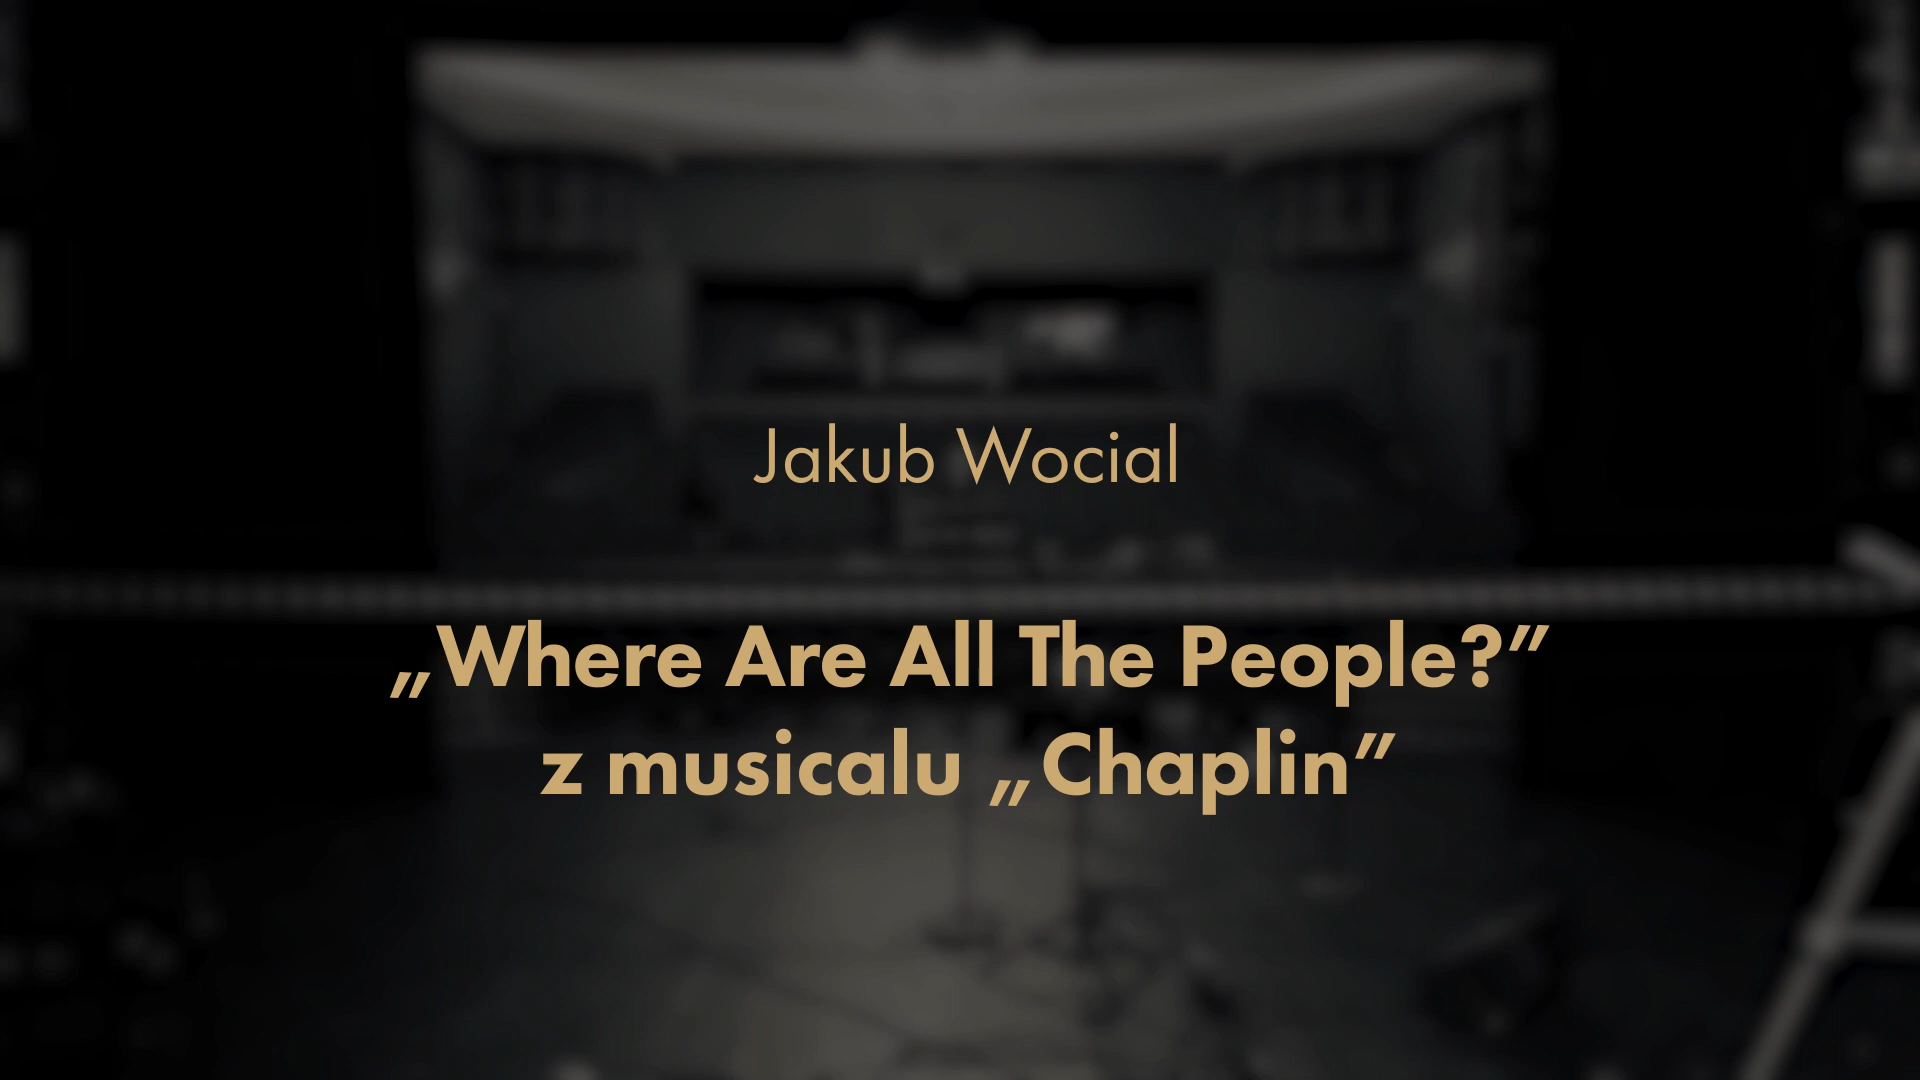 Jakub Wocial
„Where Are All The People?”
z musicalu „Chaplin”